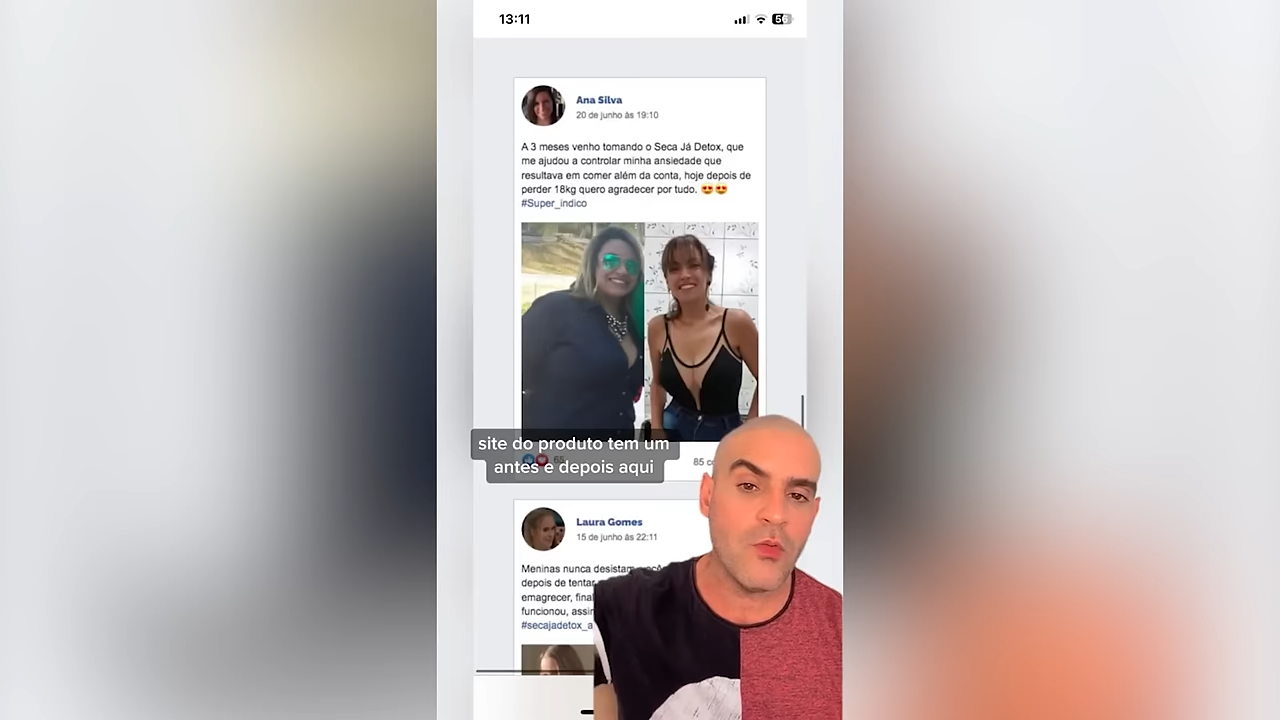 13:11
56
Ana Silva
20 de junho às 19:10
A 3 meses venho tomando o Seca Já Detox, que
me ajudou a controlar minha ansiedade que
resultava em comer além da conta, hoje depois de
perder 18kg quero agradecer por tudo. 😍😍
#Super_indico
site do produto tem um
antes e depois aqui
65
85
Laura Gomes
15 de junho às 22:11
Meninas nunca desistam
depois de tentar
emagrecer,
funcionou,
#secajadetox_a